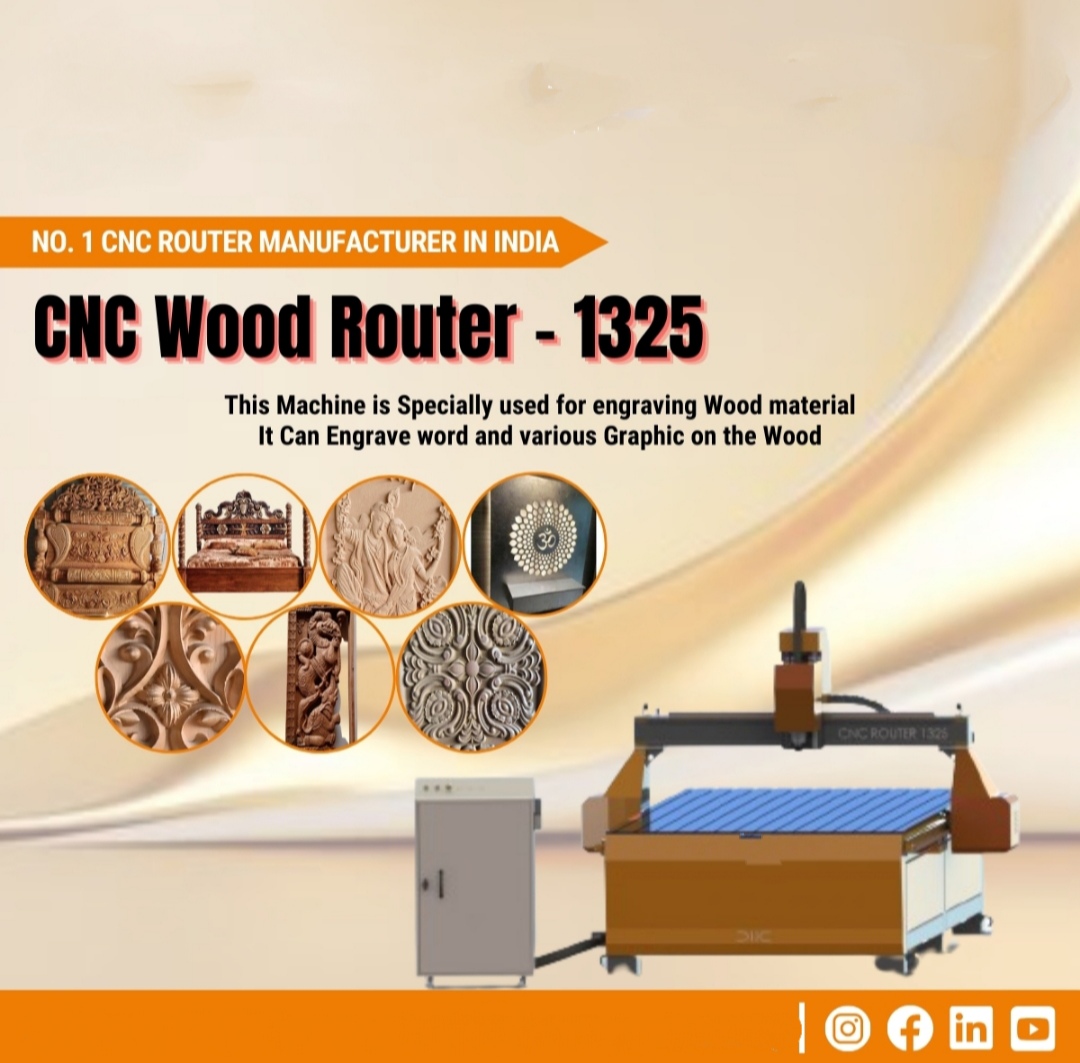 NO. 1 CNC ROUTER MANUFACTURER IN INDIA
CNC Wood Router - 1325
This Machine is Specially used for engraving Wood material
It Can Engrave word and various Graphic on the Wood
ॐ
CNC ROUTER 1325
in